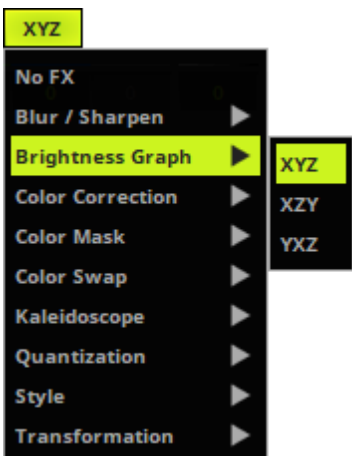 XYZ
No FX
Blur / Sharpen
Brightness Graph
Color Correction
Color Mask
Color Swap
Kaleidoscope
Quantization
Style
Transformation
XYZ
XZY
YXZ